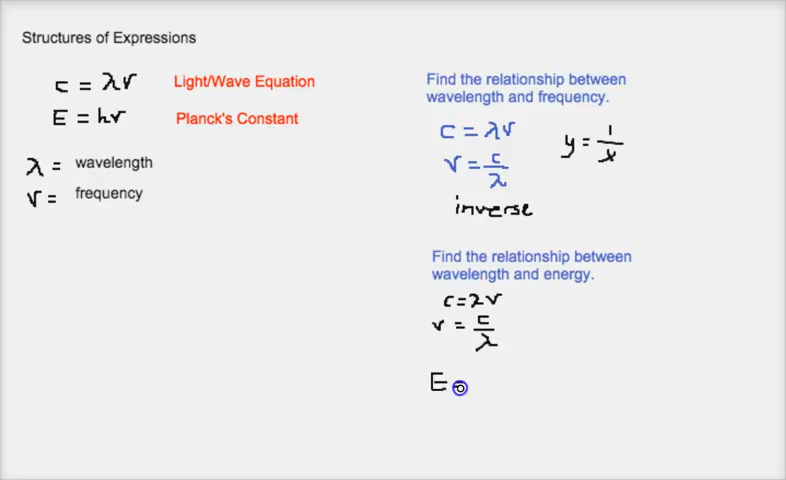 Structures of Expressions
c = λν
Light/Wave Equation
E = hν
Planck's Constant
λ = wavelength
ν = frequency
Find the relationship between
wavelength and frequency.
c = λν
ν = c/λ
y = 1/x
inverse
Find the relationship between
wavelength and energy.
c = λν
ν = c/λ
E =